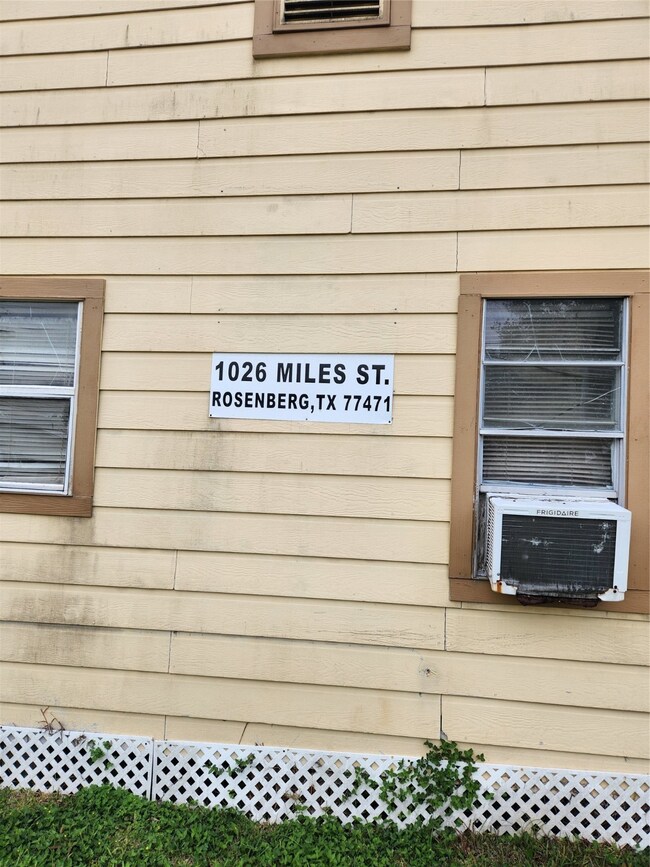 1026 MILES ST.
ROSENBERG,TX 77471
FRIGIDAIRE